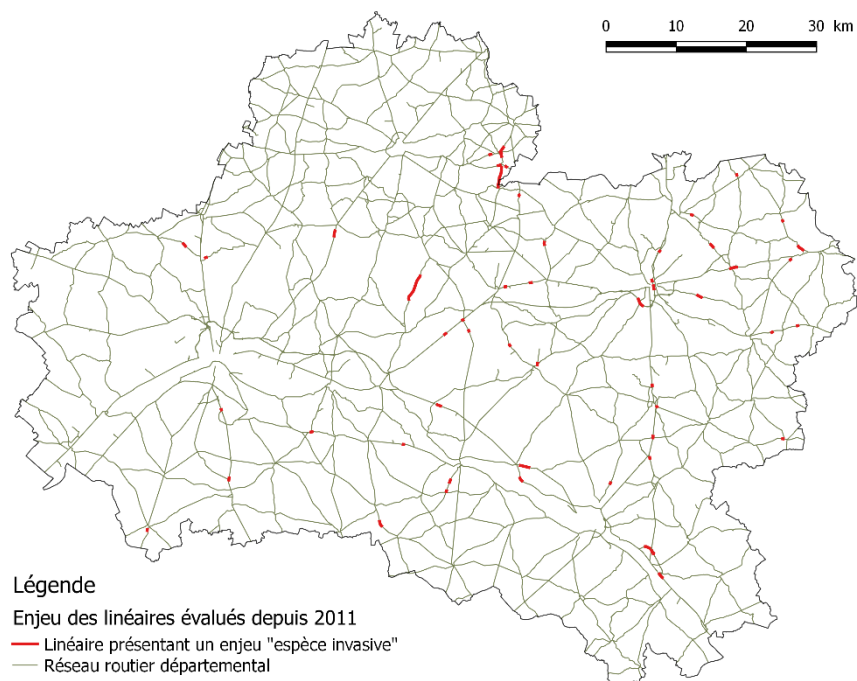 0 10 20 30 km
Légende
Enjeu des linéaires évalués depuis 2011
Linéaire présentant un enjeu "espèce invasive"
Réseau routier départemental